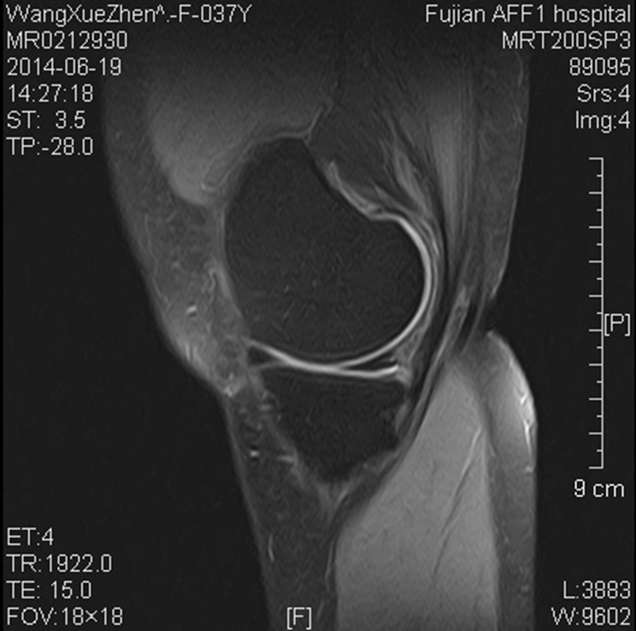 WangXueZhen^.-F-037Y
MR0212930
2014-06-19
14:27:18
ST: 3.5
TP:-28.0
Fujian AFF1 hospital
MRT200SP3
89095
Srs:4
Img:4
[P]
9 cm
ET:4
TR:1922.0
TE: 15.0
FOV:18×18
[F]
L:3883
W:9602